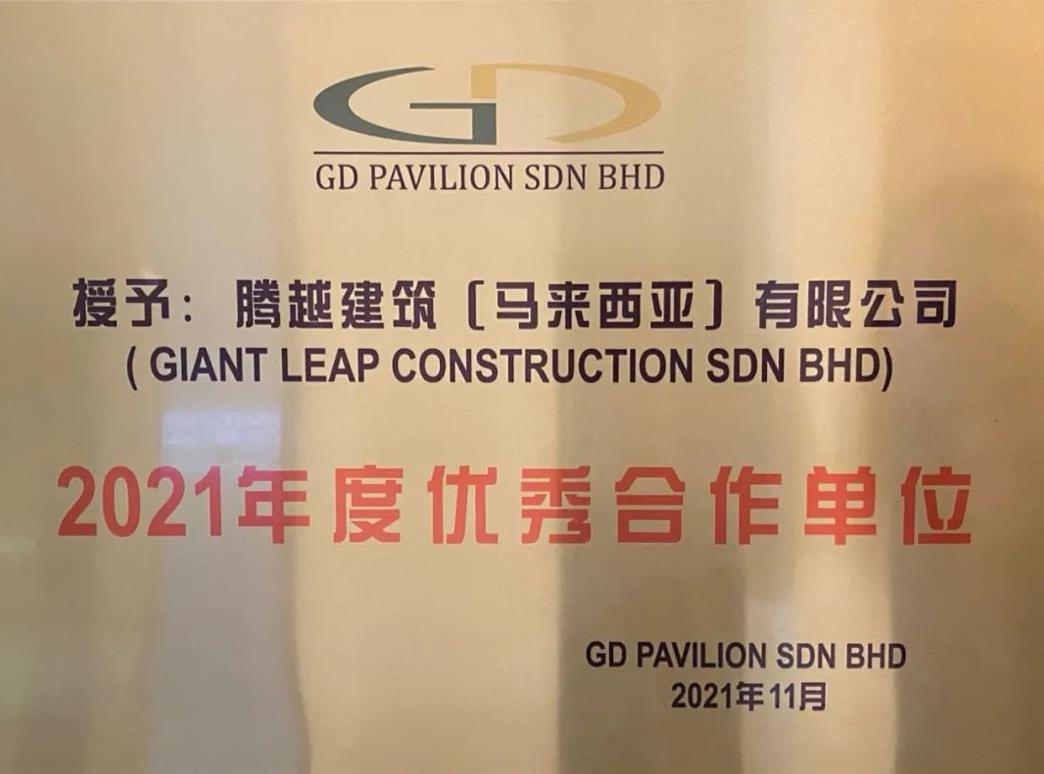 GD
GD PAVILION SDN BHD
授予：腾越建筑〔马来西亚〕有限公司
( GIANT LEAP CONSTRUCTION SDN BHD)
2021年度优秀合作单位
GD PAVILION SDN BHD
2021年11月